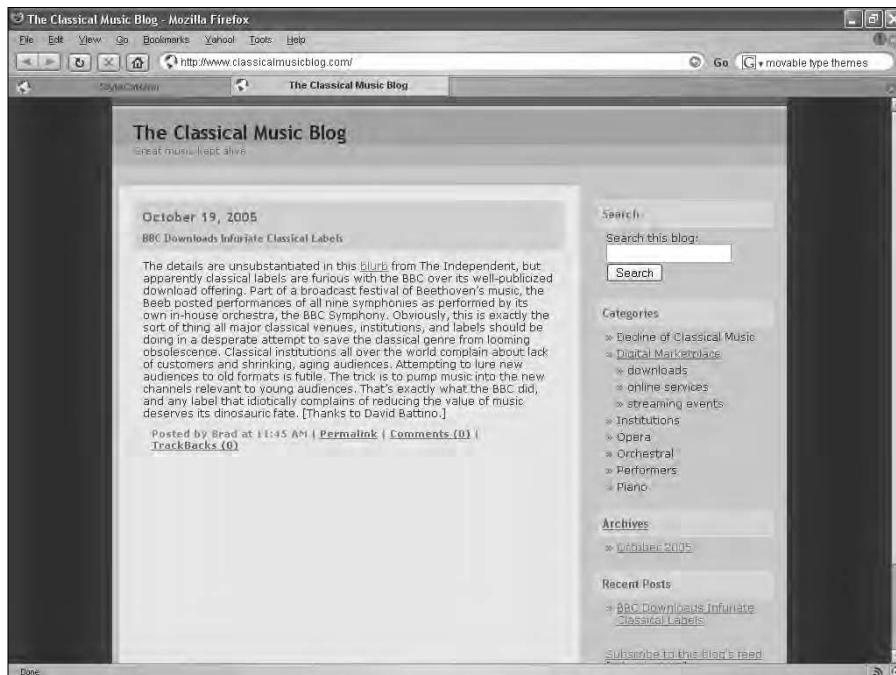 The Classical Music Blog - Mozilla Firefox
File Edit View Go Bookmarks Yahoo! Tools Help
http://www.classicalmusicblog.com/
Go
movable type themes
The Classical Music Blog
The Classical Music Blog
Great music kept alive
October 19, 2005
BBC Downloads Infuriate Classical Labels
The details are unsubstantiated in this blurb from The Independent, but
apparently classical labels are furious with the BBC over its well-publicized
download offering. Part of a broadcast festival of Beethoven's music, the
Beeb posted performances of all nine symphonies as performed by its
own in-house orchestra, the BBC Symphony. Obviously, this is exactly the
sort of thing all major classical venues, institutions, and labels should be
doing in a desperate attempt to save the classical genre from looming
obsolescence. Classical institutions all over the world complain about lack
of customers and shrinking, aging audiences. Attempting to lure new
audiences to old formats is futile. The trick is to pump music into the new
channels relevant to young audiences. That's exactly what the BBC did,
and any label that idiotically complains of reducing the value of music
deserves its dinosauric fate. [Thanks to David Battino.]
Posted by Brad at 11:45 AM | Permalink | Comments (0) |
TrackBacks (0)
Search
Search this blog:
Search
Categories
» Decline of Classical Music
» Digital Marketplace
» downloads
» online services
» streaming events
» Institutions
» Opera
» Orchestral
» Performers
» Piano
Archives
» October 2005
Recent Posts
» BBC Downloads Infuriate
Classical Labels
Subscribe to this blog's feed
Done